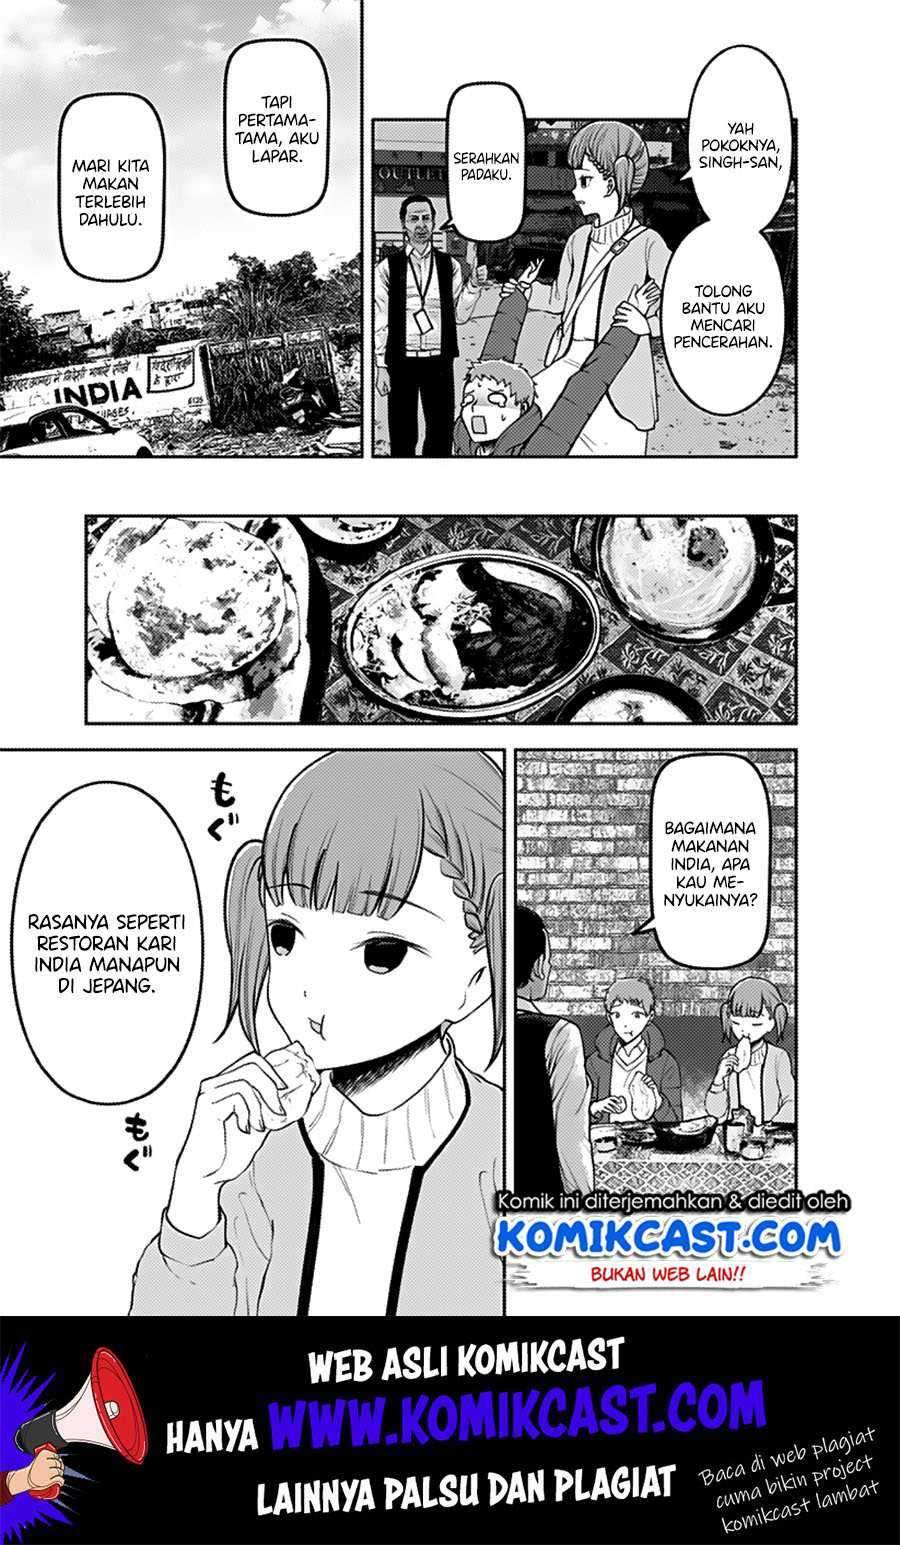 YAH
POKOKNYA,
SINGH-SAN,
TOLONG
BANTU AKU
MENCARI
PENCERAHAN.
SERAHKAN
PADAKU.
OUTLET
TAPI
PERTAMA-
TAMA, AKU
LAPAR.
MARI KITA
MAKAN
TERLEBIH
DAHULU.
INDIA
BAGAIMANA
MAKANAN
INDIA, APA
KAU ME-
NYUKAINYA?
もぐ
RASANYA SEPERTI
RESTORAN KARI
INDIA MANAPUN
DI JEPANG.
もぐ
Komik ini diterjemahkan & diedit oleh
KOMIKCAST.COM
BUKAN WEB LAIN!!
WEB ASLI KOMIKCAST
HANYA WWW.KOMIKCAST.COM
LAINNYA PALSU DAN PLAGIAT
Baca di web plagiat
cuma bikin project
komikcast lambat